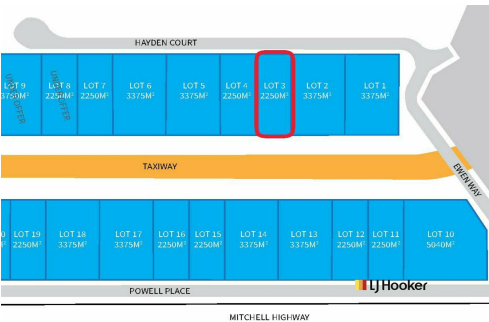 HAYDEN COURT
LOT 9
3750M²
UNDER OFFER
LOT 8
2250M²
UNDER OFFER
LOT 7
2250M²
LOT 6
3375M²
LOT 5
3375M²
LOT 4
2250M²
LOT 3
2250M²
LOT 2
3375M²
LOT 1
3375M²
TAXIWAY
EWEN WAY
0
M²
LOT 19
2250M²
LOT 18
3375M²
LOT 17
3375M²
LOT 16
2250M²
LOT 15
2250M²
LOT 14
3375M²
LOT 13
3375M²
LOT 12
2250M²
LOT 11
2250M²
LOT 10
5040M²
POWELL PLACE
LJ Hooker
MITCHELL HIGHWAY